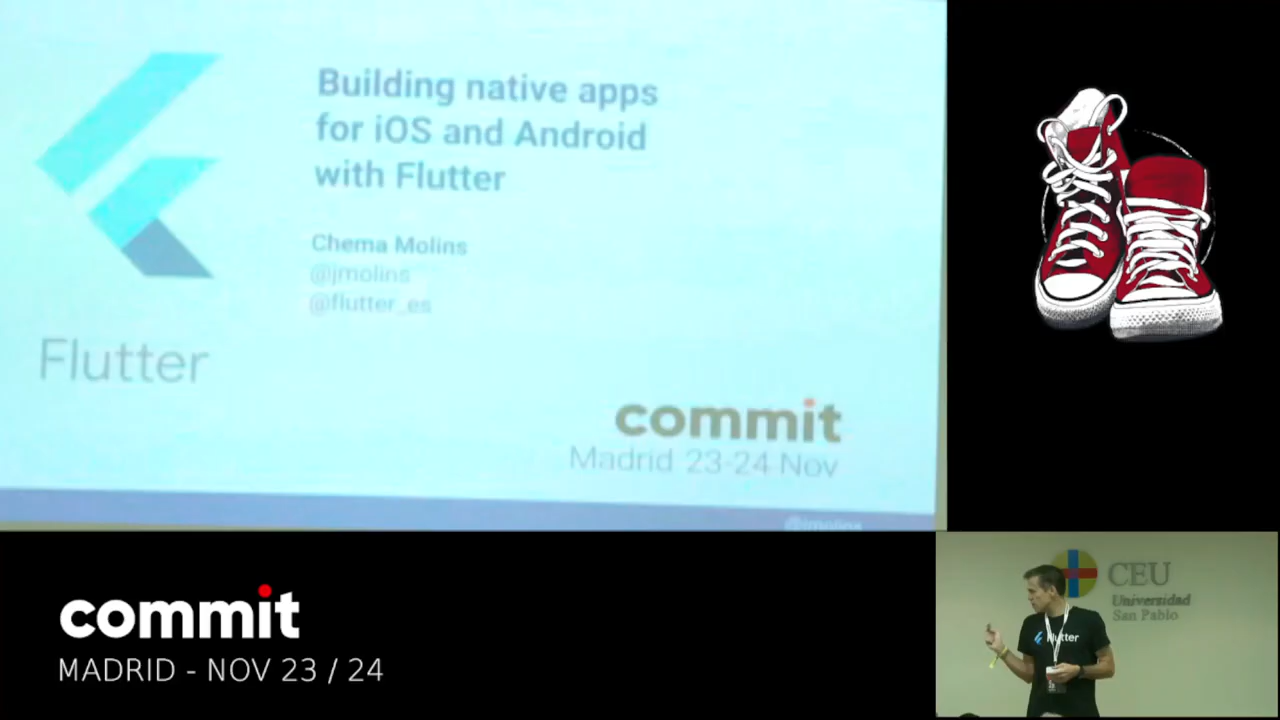 Building native apps
for iOS and Android
with Flutter
Chema Molins
@jmolins
@flutter_es
Flutter
commit
Madrid 23-24 Nov
@jmolins
commit
MADRID - NOV 23 / 24
CEU
Universidad
San Pablo
Flutter